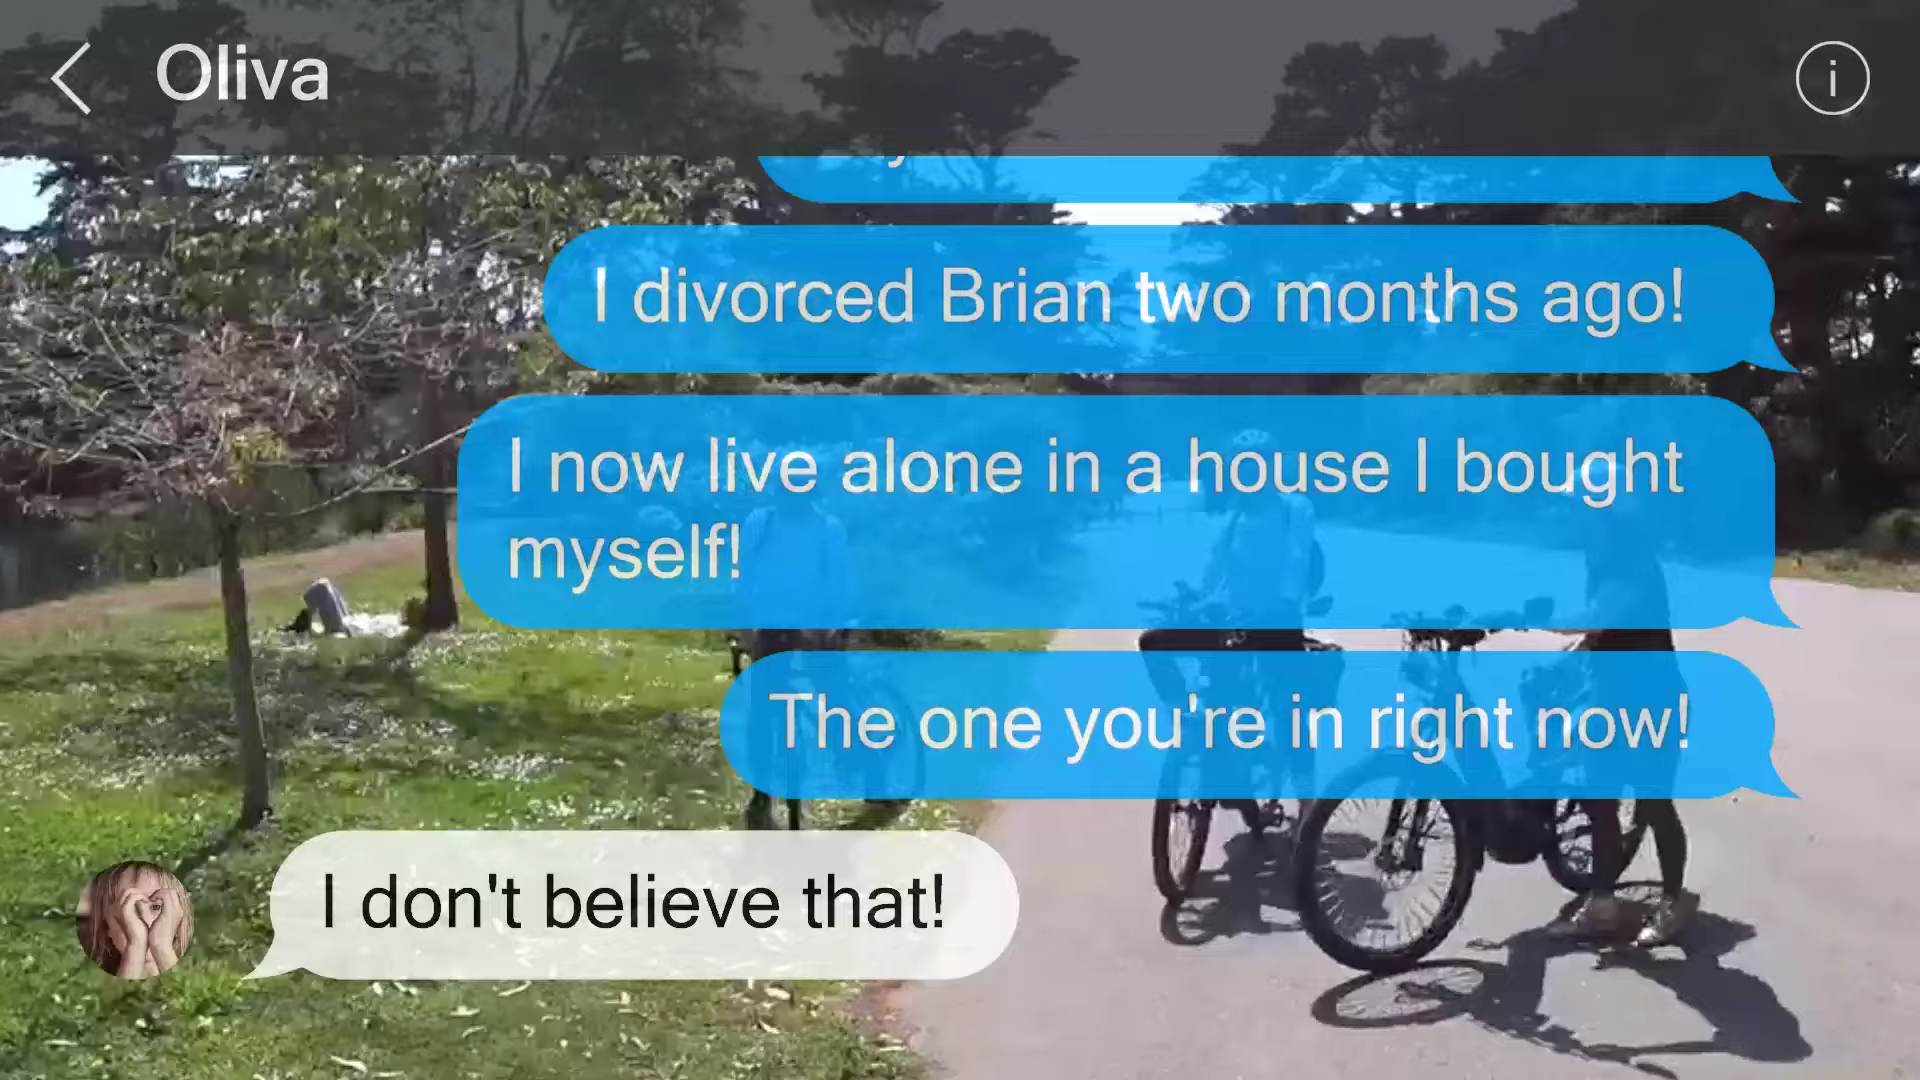 Oliva
I divorced Brian two months ago!
I now live alone in a house I bought
myself!
The one you're in right now!
I don't believe that!